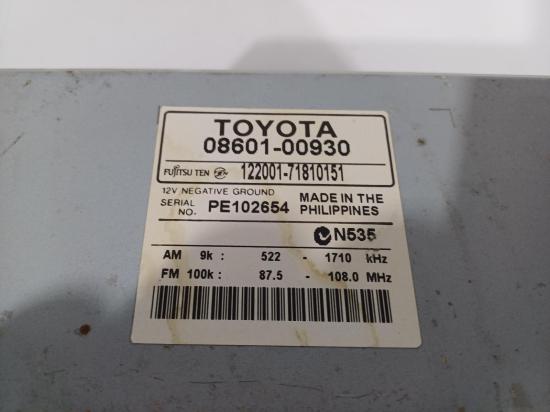 TOYOTA
08601-00930
FUJITSU TEN 122001-71810151
12V NEGATIVE GROUND
SERIAL NO. PE102654
MADE IN THE PHILIPPINES
N535
AM 9k : 522 - 1710 kHz
FM 100k : 87.5 - 108.0 MHz